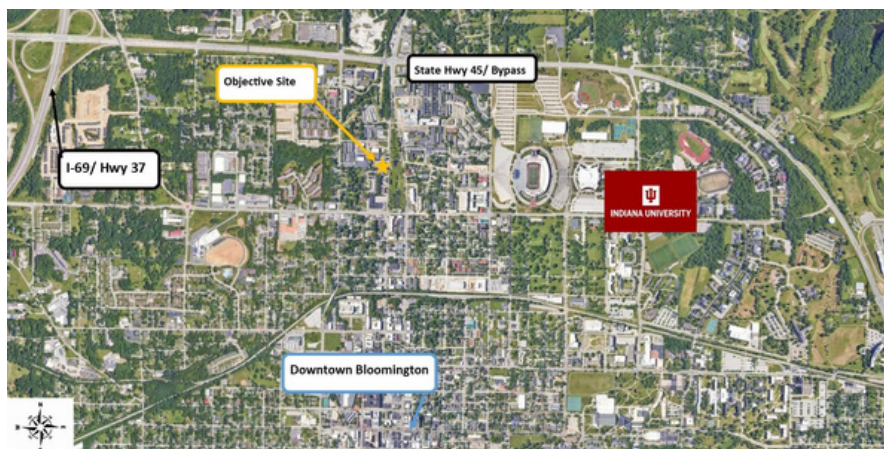 State Hwy 45/ Bypass
Objective Site
I-69/ Hwy 37
INDIANA UNIVERSITY
Downtown Bloomington
N